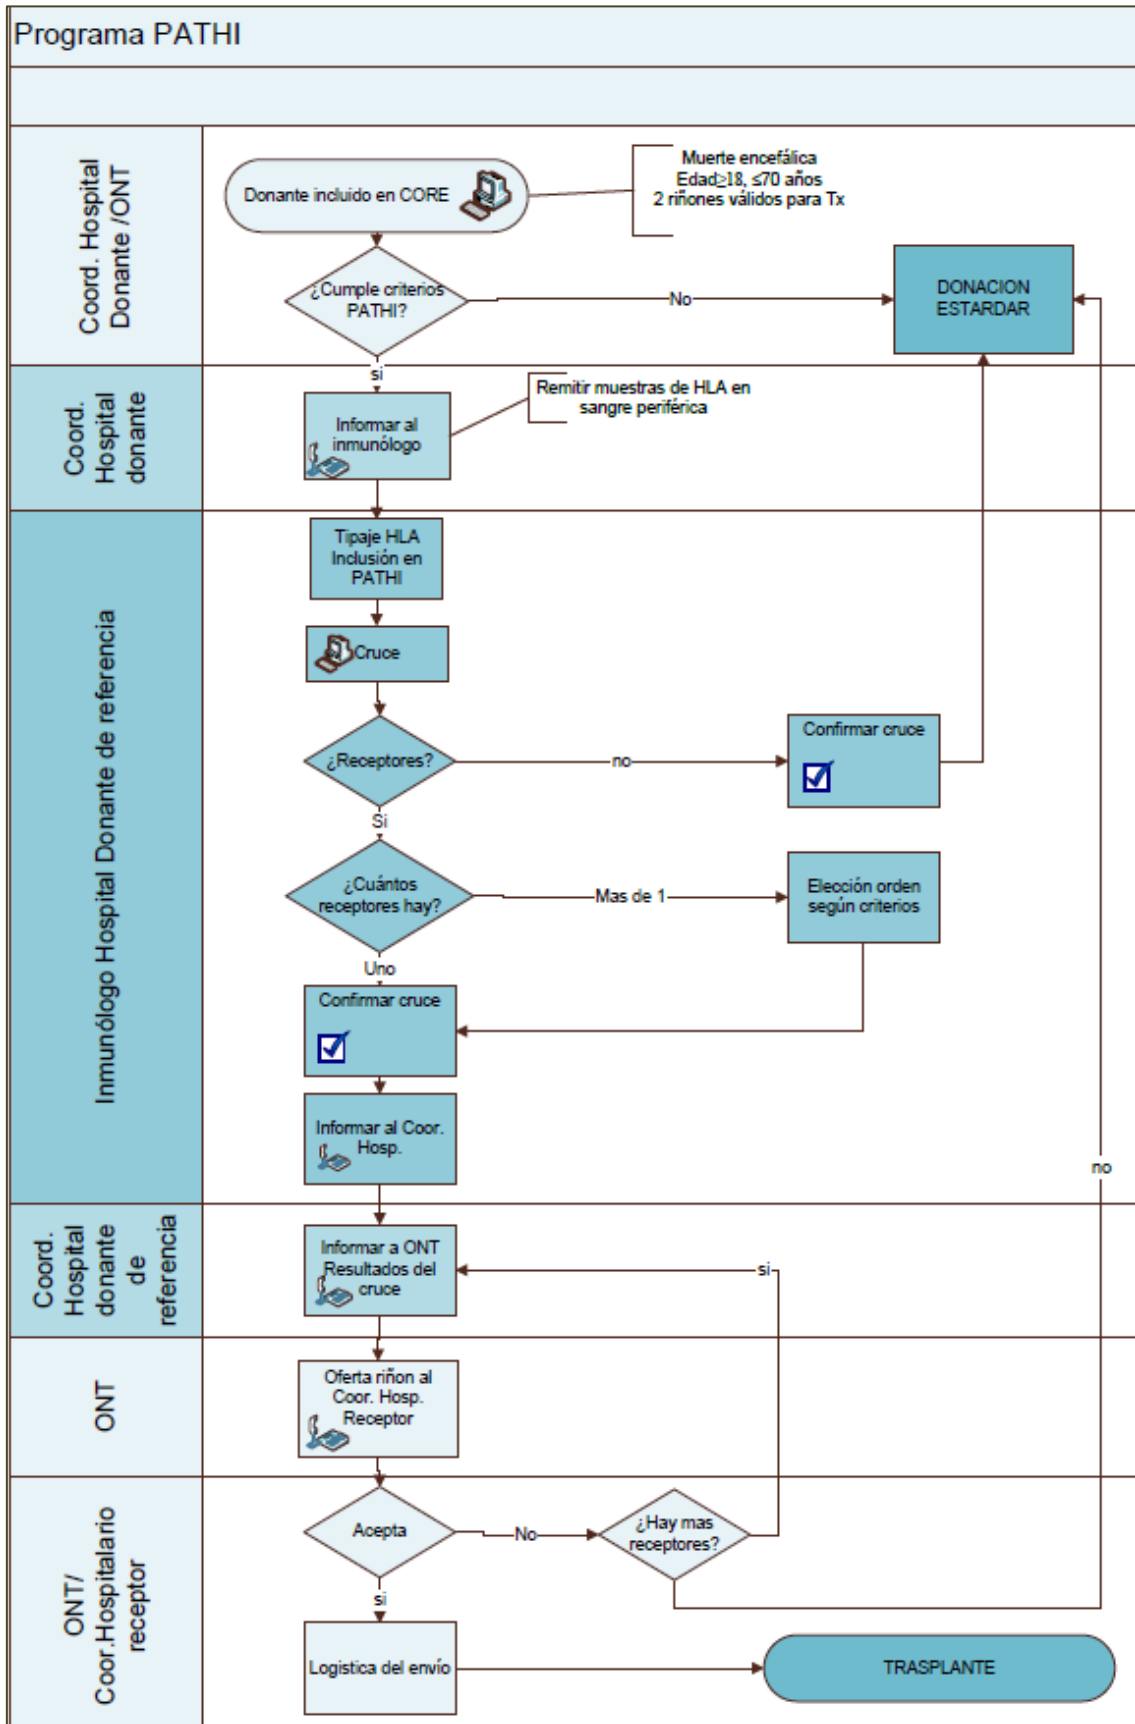 Programa PATHI
Coord. Hospital
Donante /ONT
Donante incluido en CORE
Muerte encefálica
Edad≥18, ≤70 años
2 riñones válidos para Tx
¿Cumple criterios
PATHI?
No
DONACION
ESTARDAR
si
Coord.
Hospital
donante
Informar al
inmunólogo
Remitir muestras de HLA en
sangre periférica
Inmunólogo Hospital Donante de referencia
Tipaje HLA
Inclusión en
PATHI
Cruce
¿Receptores?
no
Confirmar cruce
Si
¿Cuántos
receptores hay?
Mas de 1
Elección orden
según criterios
Uno
Confirmar cruce
Informar al Coor.
Hosp.
no
Coord.
Hospital
donante
de
referencia
Informar a ONT
Resultados del
cruce
si
ONT
Oferta riñon al
Coor. Hosp.
Receptor
ONT/
Coor.Hospitalario
receptor
Acepta
No
¿Hay mas
receptores?
si
Logistica del envío
TRASPLANTE